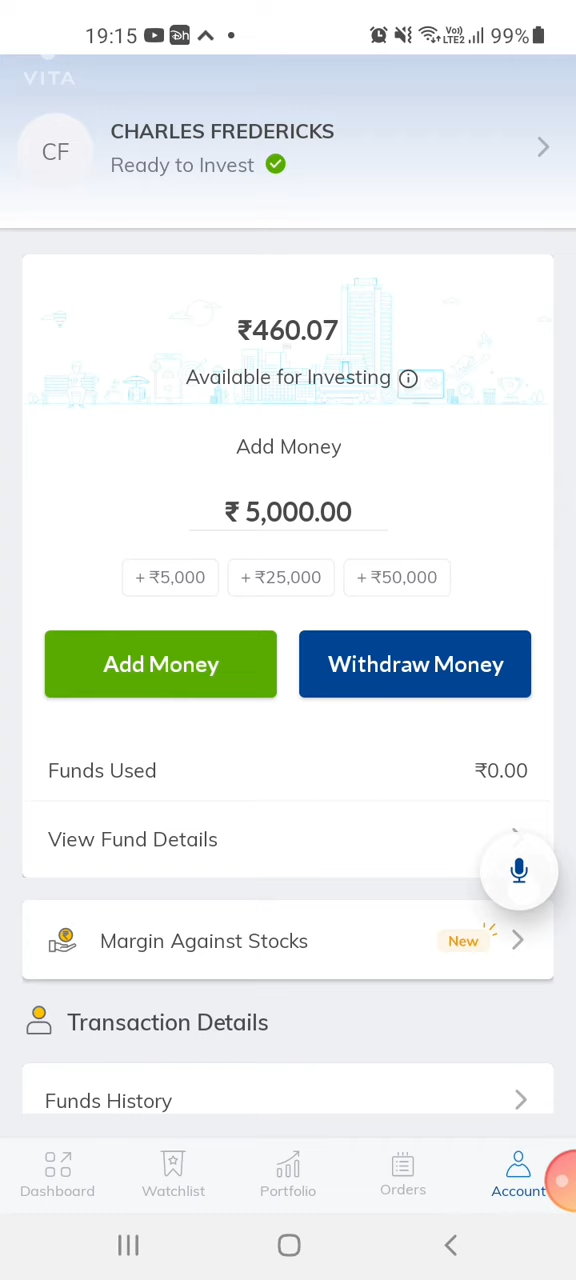 19:15 Vo) LTE2 99%
VITA
CF
CHARLES FREDERICKS
Ready to Invest
₹460.07
Available for Investing
Add Money
₹ 5,000.00
+ ₹5,000 + ₹25,000 + ₹50,000
Add Money Withdraw Money
Funds Used ₹0.00
View Fund Details
Margin Against Stocks New
Transaction Details
Funds History
Dashboard Watchlist Portfolio Orders Account